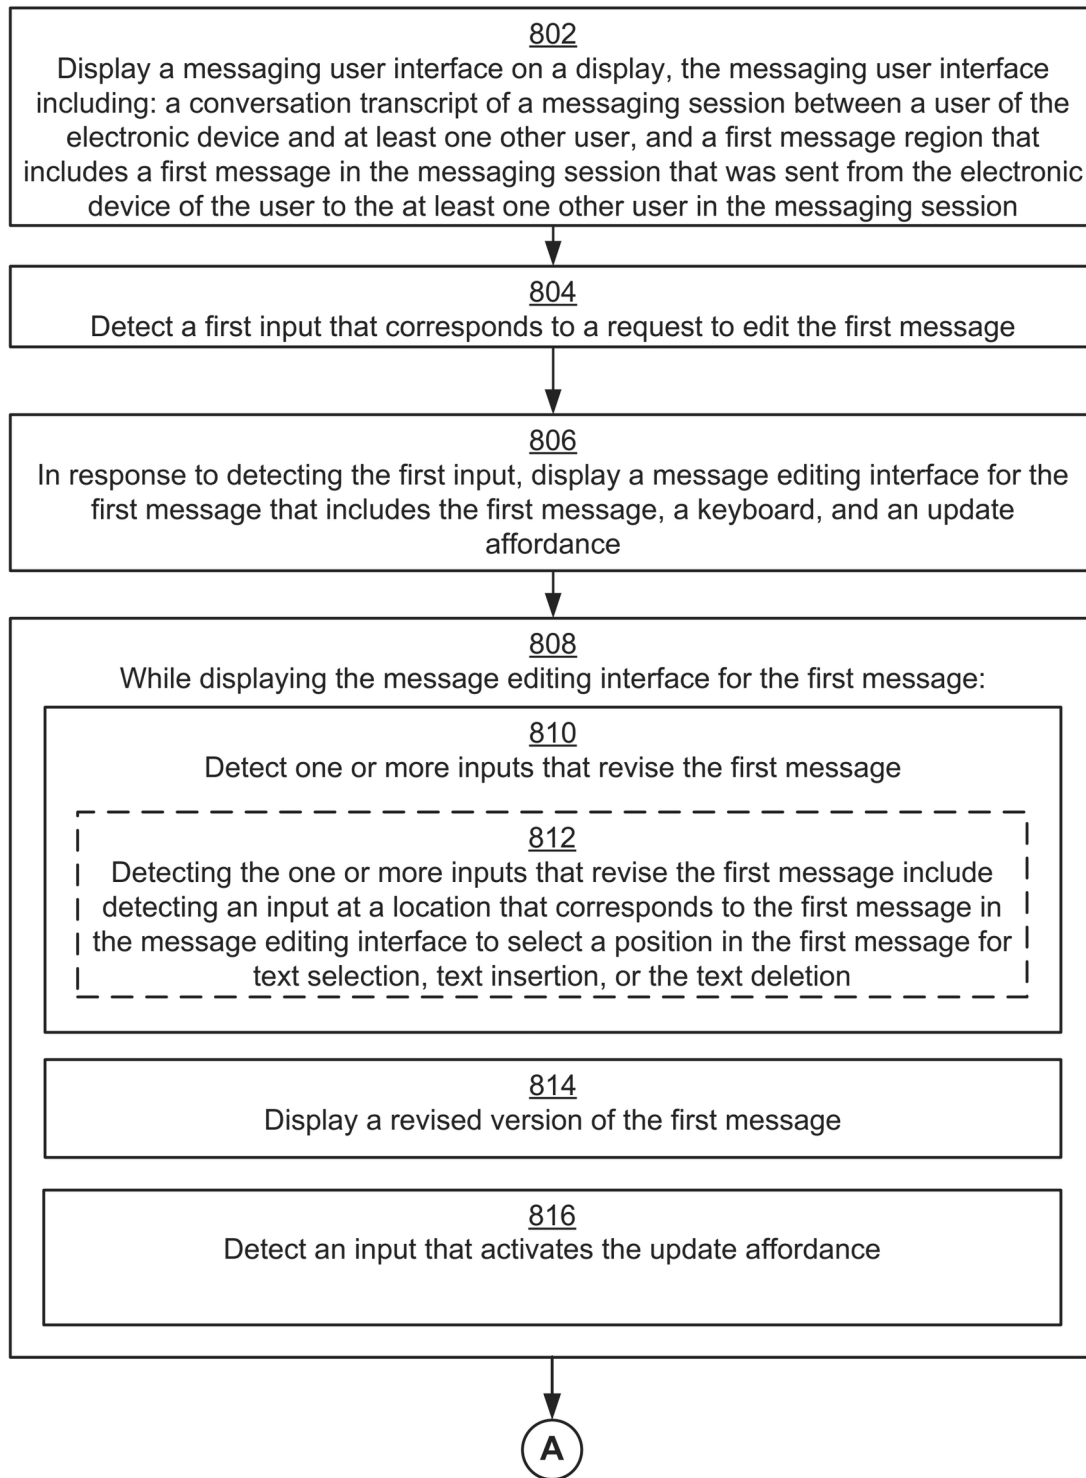 802
Display a messaging user interface on a display, the messaging user interface
including: a conversation transcript of a messaging session between a user of the
electronic device and at least one other user, and a first message region that
includes a first message in the messaging session that was sent from the electronic
device of the user to the at least one other user in the messaging session
804
Detect a first input that corresponds to a request to edit the first message
806
In response to detecting the first input, display a message editing interface for the
first message that includes the first message, a keyboard, and an update
affordance
808
While displaying the message editing interface for the first message:
810
Detect one or more inputs that revise the first message
812
Detecting the one or more inputs that revise the first message include
detecting an input at a location that corresponds to the first message in
the message editing interface to select a position in the first message for
text selection, text insertion, or the text deletion
814
Display a revised version of the first message
816
Detect an input that activates the update affordance
A